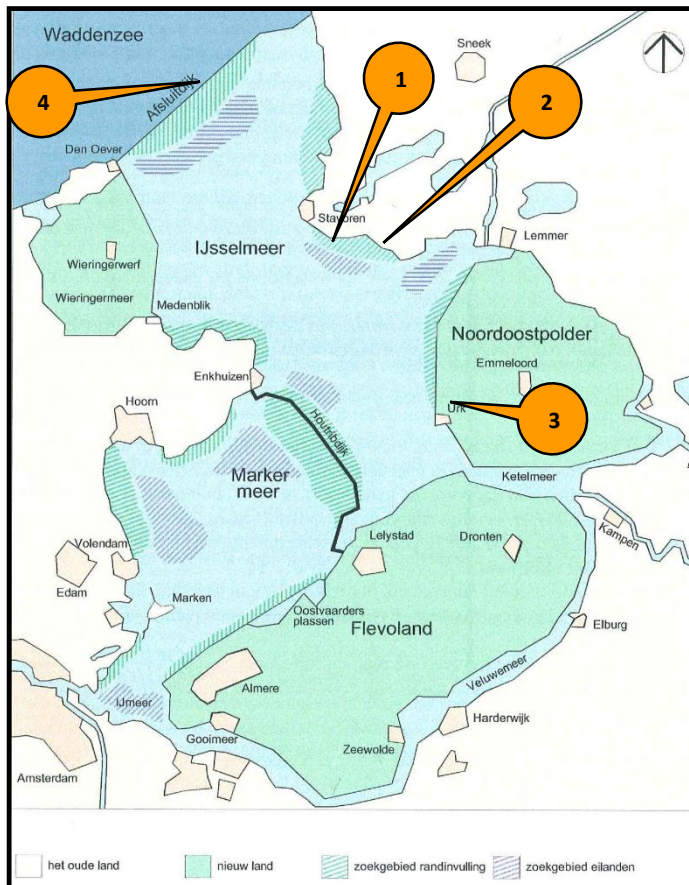 Waddenzee
Sneek
1
2
4
Afsluitdijk
Den Oever
Stavoren
Lemmer
IJsselmeer
Wieringerwerf
Wieringermeer
Medenblik
Noordoostpolder
Emmeloord
Enkhuizen
Hoorn
Urk
3
Houtribdijk
Marker
meer
Ketelmeer
Kampen
Volendam
Lelystad
Dronten
Edam
Marken
Oostvaarders
plassen
Flevoland
Elburg
Veluwemeer
IJmeer
Almere
Harderwijk
Gooimeer
Zeewolde
Amsterdam
het oude land
nieuw land
zoekgebied randinvulling
zoekgebied eilanden